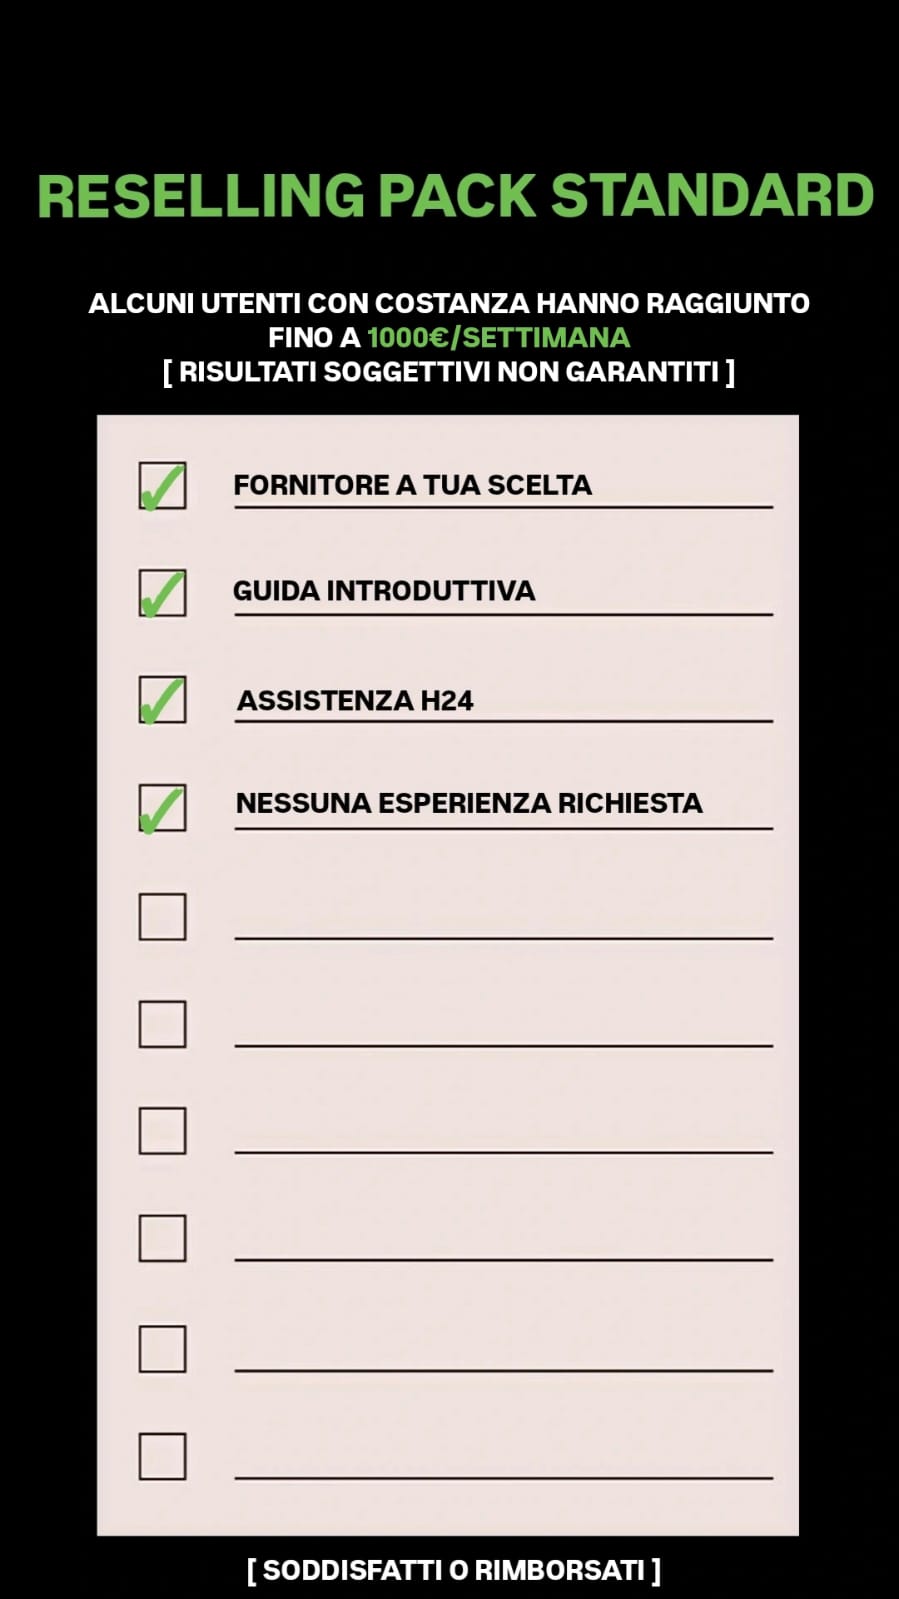 RESELLING PACK STANDARD
ALCUNI UTENTI CON COSTANZA HANNO RAGGIUNTO
FINO A 1000€/SETTIMANA
[ RISULTATI SOGGETTIVI NON GARANTITI ]
FORNITORE A TUA SCELTA
GUIDA INTRODUTTIVA
ASSISTENZA H24
NESSUNA ESPERIENZA RICHIESTA
[ SODDISFATTI O RIMBORSATI ]